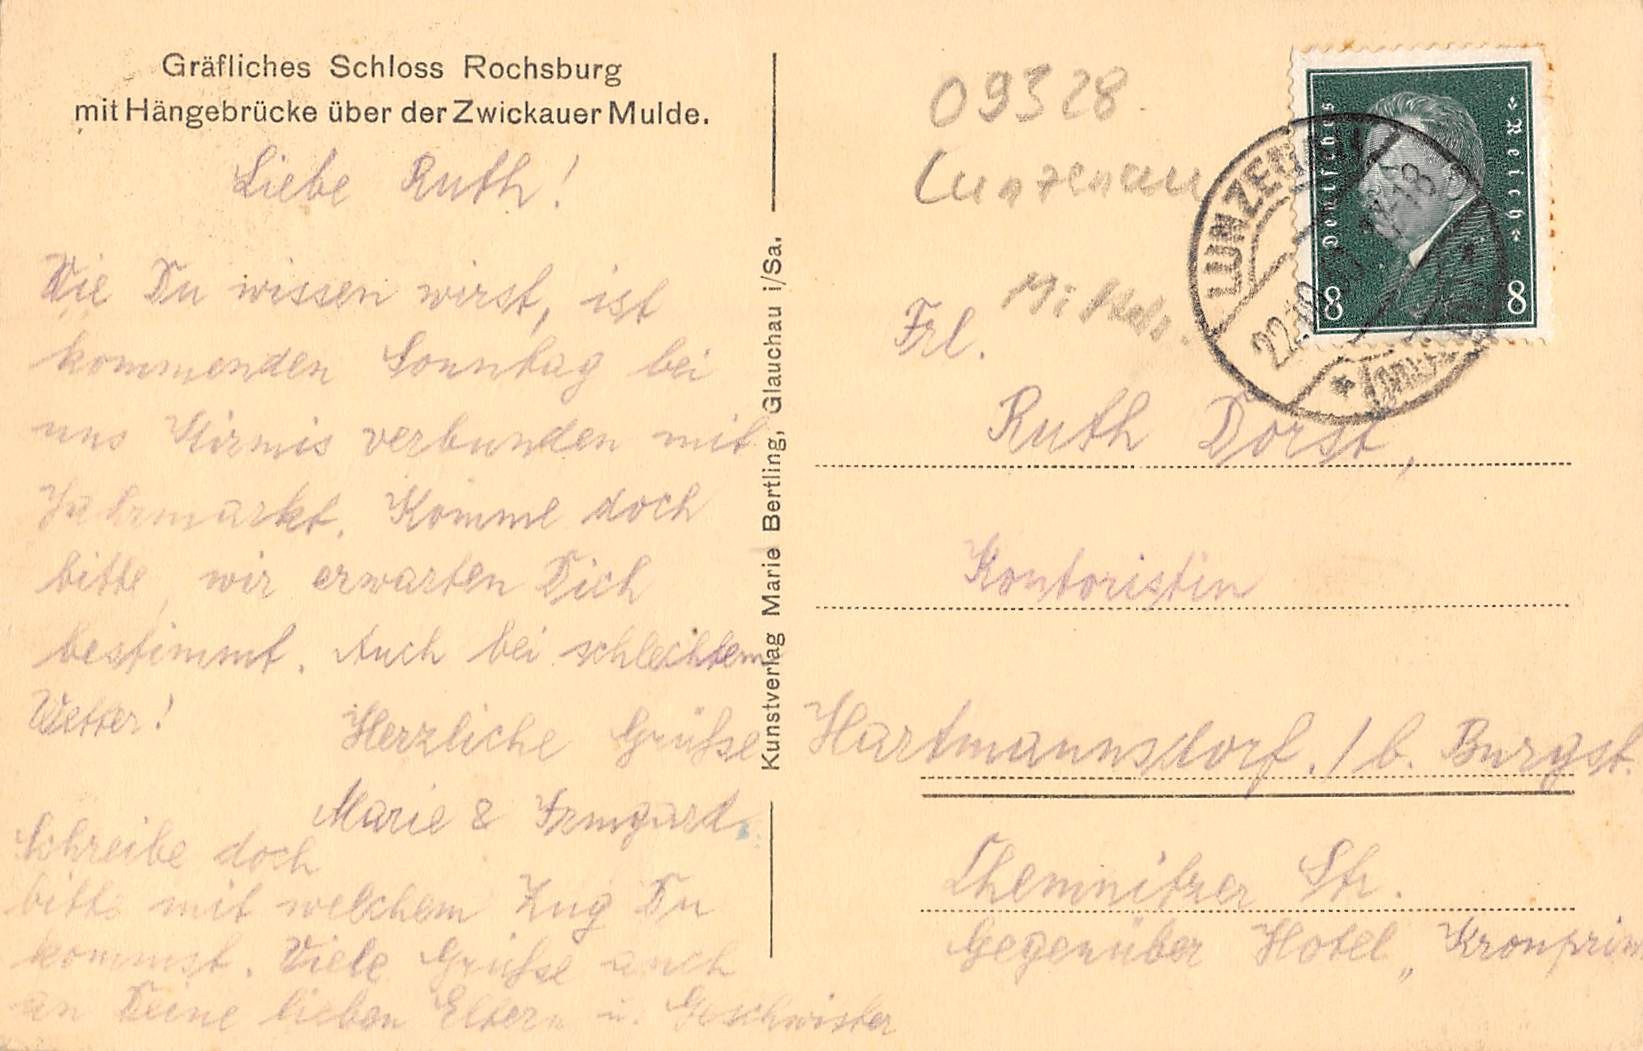 Gräfliches Schloss Rochsburg
mit Hängebrücke über der Zwickauer Mulde.
Liebe Ruth!
Wie Du wissen wirst, ist
kommenden Sonntag bei
uns Kirmis verbunden mit
Jahrmarkt. Komme doch
bitte, wir erwarten Dich
bestimmt. Auch bei schlechtem
Wetter!
Herzliche Grüße
Marie & Irmgard.
Schreibe doch
bitte mit welchem Zug Du
kommst. Viele Grüße auch
an Deine lieben Eltern u. Geschwister
Kunstverlag Marie Bertling, Glauchau i/Sa.
09328
Lunzenau
Deutsches Reich
8 8
LUNZENAU
22.10.
Frl.
Ruth Dorst,
Kontoristin
Hartmannsdorf./b. Burgst.
Chemnitzer Str.
Gegenüber Hotel „Kronprin